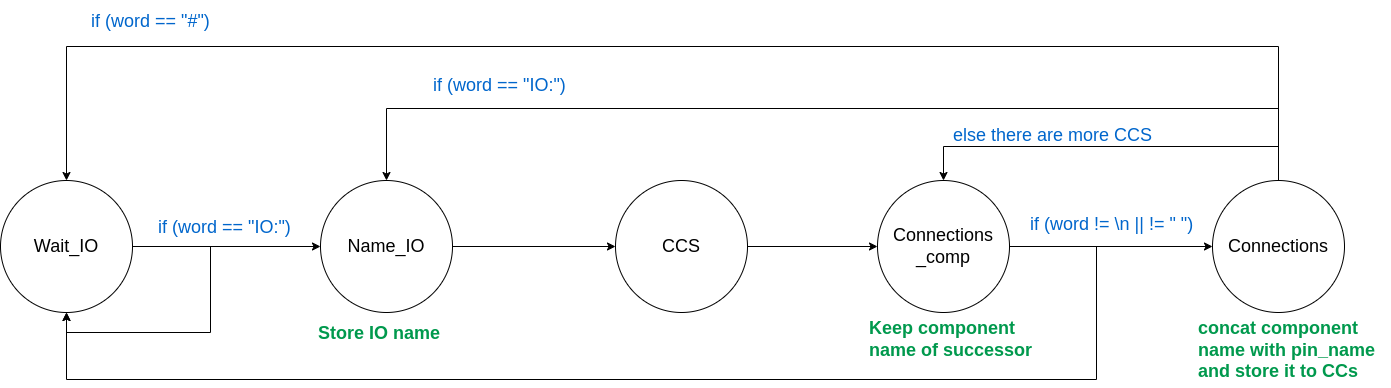 if (word == "#")
if (word == "IO:")
else there are more CCS
if (word == "IO:")
if (word != \n || != " ")
Wait_IO
Name_IO
CCS
Connections
_comp
Connections
Store IO name
Keep component
name of successor
concat component
name with pin_name
and store it to CCs